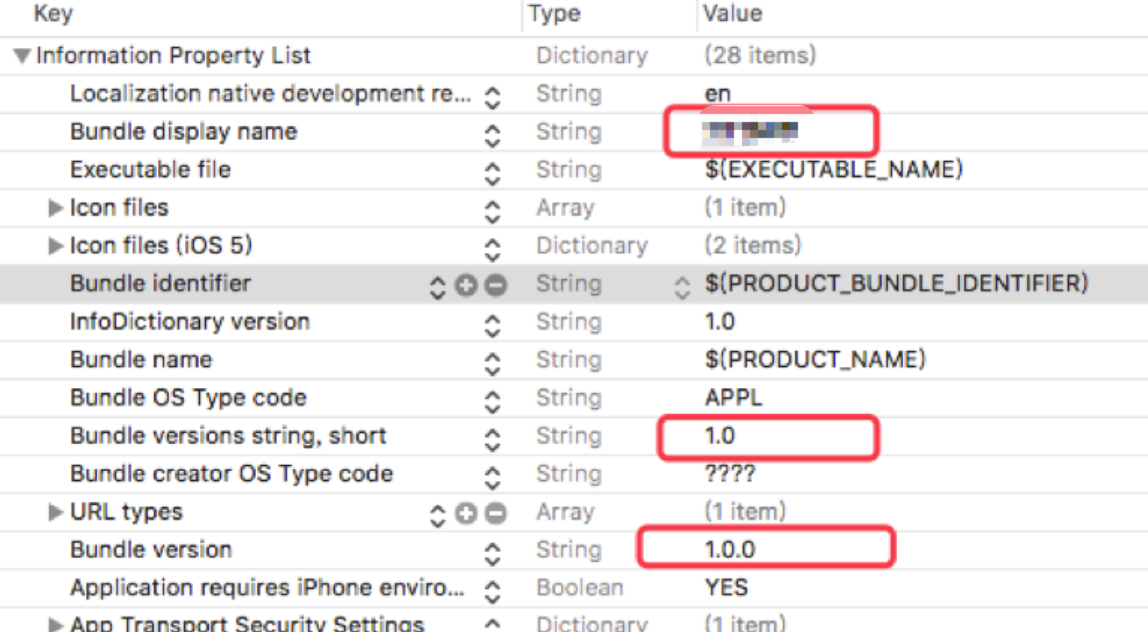 Key Type Value
Information Property List Dictionary (28 items)
Localization native development re... String en
Bundle display name String
Executable file String $(EXECUTABLE_NAME)
Icon files Array (1 item)
Icon files (iOS 5) Dictionary (2 items)
Bundle identifier String $(PRODUCT_BUNDLE_IDENTIFIER)
InfoDictionary version String 1.0
Bundle name String $(PRODUCT_NAME)
Bundle OS Type code String APPL
Bundle versions string, short String 1.0
Bundle creator OS Type code String ????
URL types Array (1 item)
Bundle version String 1.0.0
Application requires iPhone enviro... Boolean YES
App Transport Security Settings Dictionary (1 item)